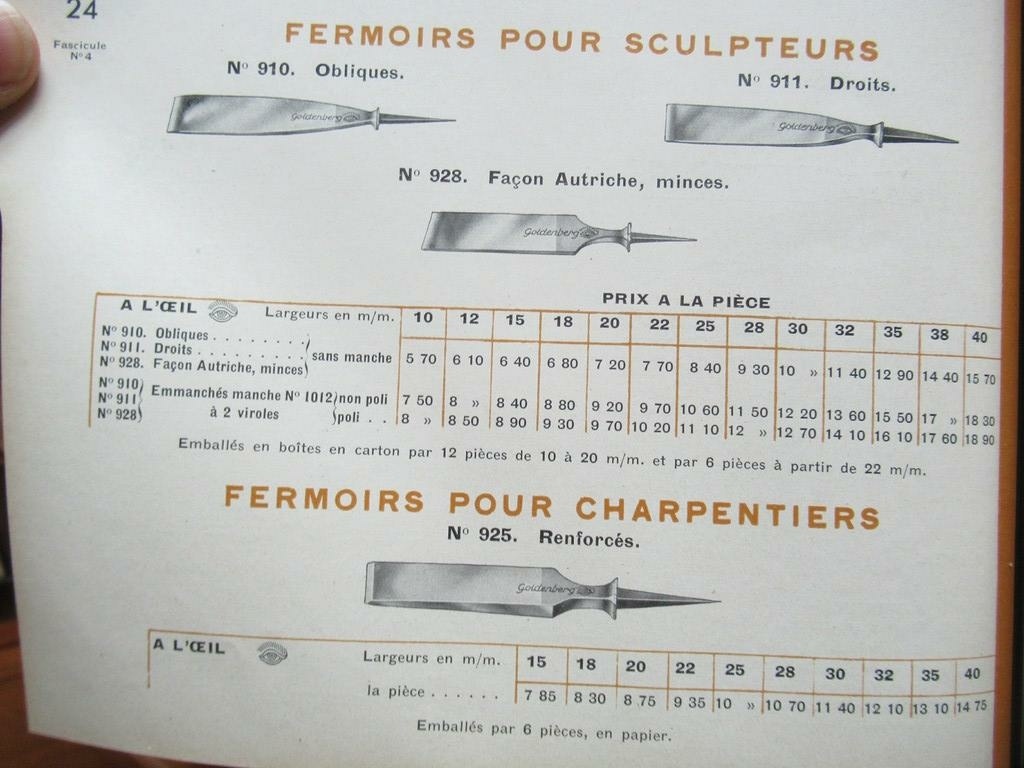 24
Fascicule
Nº 4
FERMOIRS POUR SCULPTEURS
Nº 910. Obliques.
Nº 911. Droits.
Goldenberg
Goldenberg
Nº 928. Façon Autriche, minces.
Goldenberg
PRIX A LA PIÈCE
A L'ŒIL Largeurs en m/m. 10 12 15 18 20 22 25 28 30 32 35 38 40
Nº 910. Obliques . . . . . . . .
Nº 911. Droits . . . . . . . . . .
Nº 928. Façon Autriche, minces
sans manche 5 70 6 10 6 40 6 80 7 20 7 70 8 40 9 30 10 » 11 40 12 90 14 40 15 70
Nº 910
Nº 911
Nº 928
Emmanchés manche Nº 1012
à 2 viroles
non poli 7 50 8 » 8 40 8 80 9 20 9 70 10 60 11 50 12 20 13 60 15 50 17 » 18 30
poli . . 8 » 8 50 8 90 9 30 9 70 10 20 11 10 12 » 12 70 14 10 16 10 17 60 18 90
Emballés en boîtes en carton par 12 pièces de 10 à 20 m/m. et par 6 pièces à partir de 22 m/m.
FERMOIRS POUR CHARPENTIERS
Nº 925. Renforcés.
Goldenberg
A L'ŒIL Largeurs en m/m. 15 18 20 22 25 28 30 32 35 40
la pièce . . . . . . 7 85 8 30 8 75 9 35 10 » 10 70 11 40 12 10 13 10 14 75
Emballés par 6 pièces, en papier.